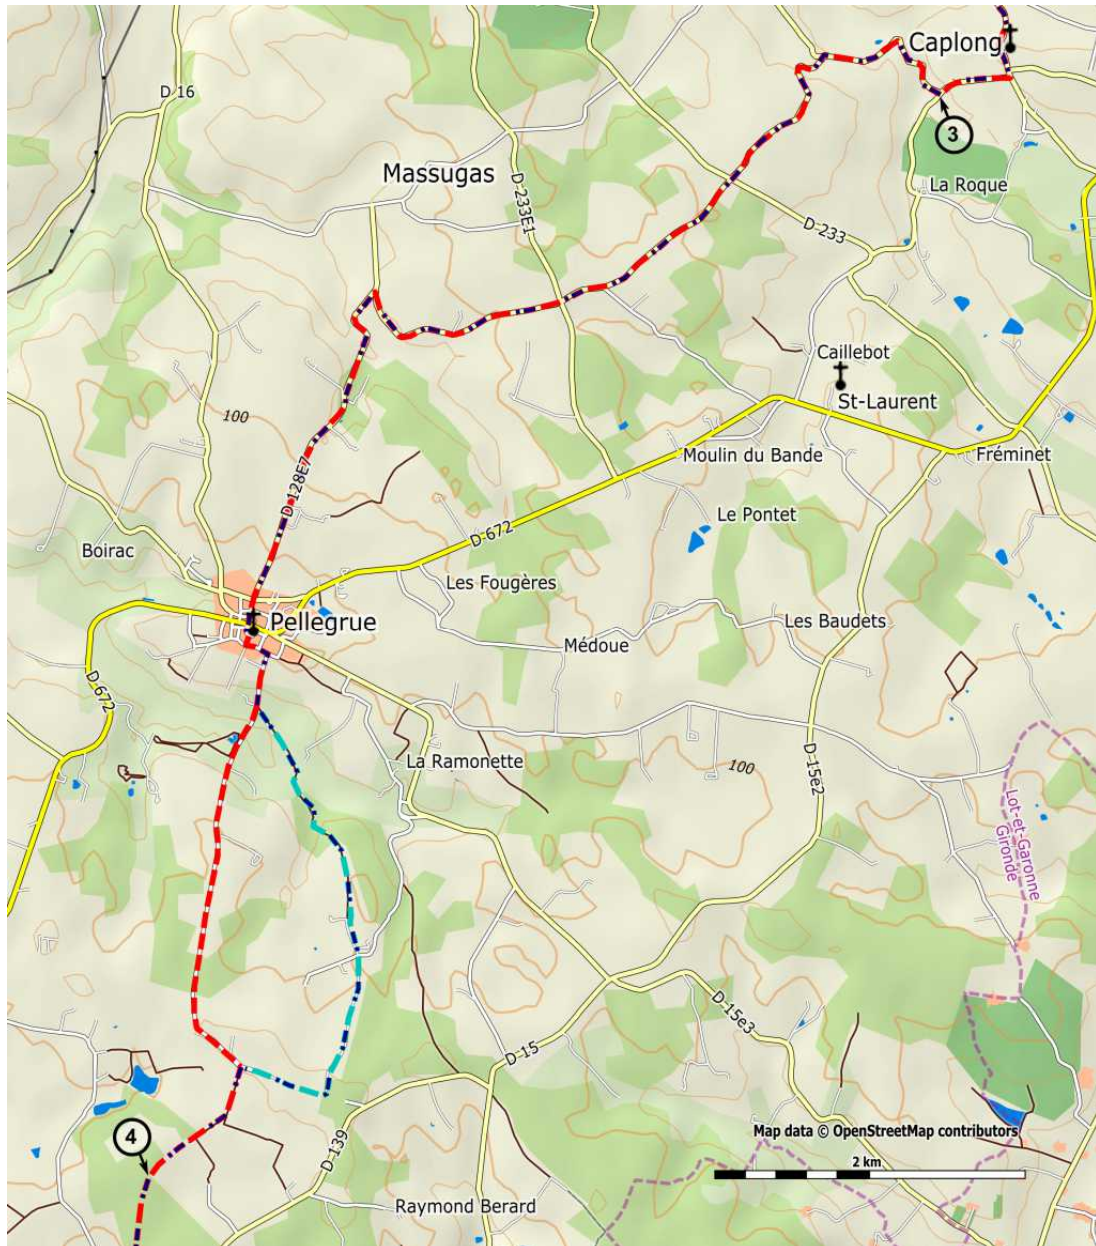 Caplong
D 16
3
Massugas
La Roque
D 233E1
D 233
Caillebot
St-Laurent
100
Moulin du Bande
Fréminet
D 128E7
Le Pontet
D 672
Boirac
Les Fougères
Pellegrue
Les Baudets
Médoue
D 672
La Ramonette
100
D 15e2
Lot-et-Garonne
Gironde
D 15e3
D 15
4
Map data © OpenStreetMap contributors
D 139
2 km
Raymond Berard